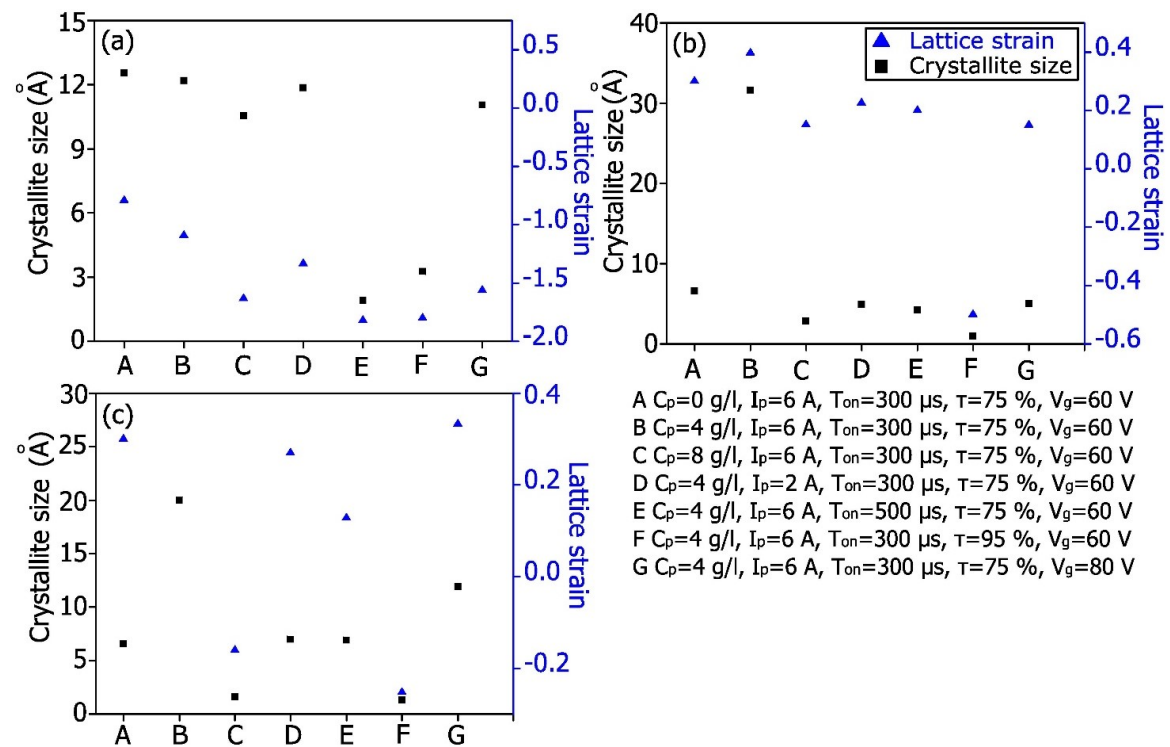 (a)
15
12
9
6
3
0
Crystallite size (Å)
0.5
0.0
-0.5
-1.0
-1.5
-2.0
Lattice strain
A B C D E F G
(b)
Lattice strain
Crystallite size
40
30
20
10
0
Crystallite size (Å)
0.4
0.2
0.0
-0.2
-0.4
-0.6
Lattice strain
A B C D E F G
(c)
30
25
20
15
10
5
0
Crystallite size (Å)
0.4
0.2
0.0
-0.2
Lattice strain
A B C D E F G
A Cp=0 g/l, Ip=6 A, Ton=300 µs, τ=75 %, Vg=60 V
B Cp=4 g/l, Ip=6 A, Ton=300 µs, τ=75 %, Vg=60 V
C Cp=8 g/l, Ip=6 A, Ton=300 µs, τ=75 %, Vg=60 V
D Cp=4 g/l, Ip=2 A, Ton=300 µs, τ=75 %, Vg=60 V
E Cp=4 g/l, Ip=6 A, Ton=500 µs, τ=75 %, Vg=60 V
F Cp=4 g/l, Ip=6 A, Ton=300 µs, τ=95 %, Vg=60 V
G Cp=4 g/l, Ip=6 A, Ton=300 µs, τ=75 %, Vg=80 V